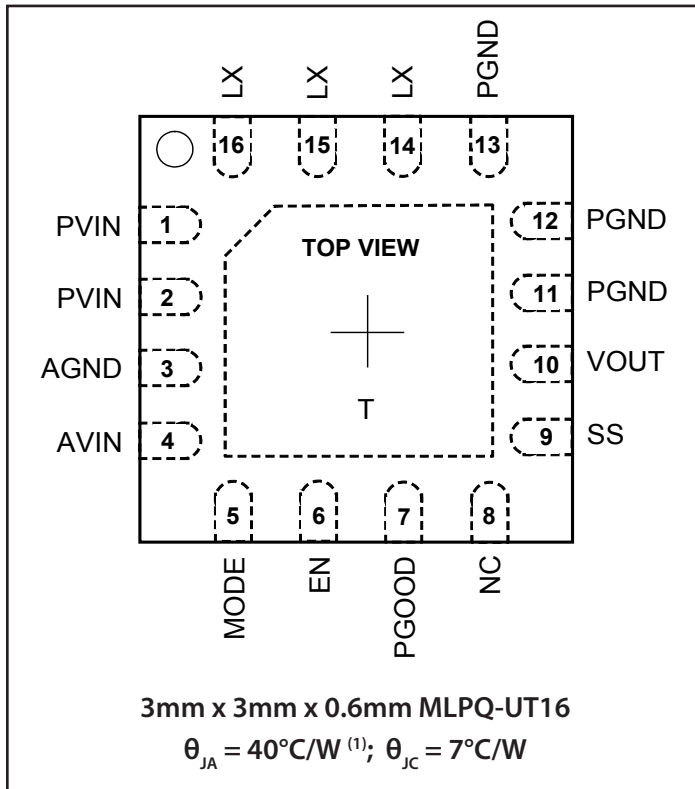 LX LX LX PGND
16 15 14 13
PVIN 1
PVIN 2
AGND 3
AVIN 4
TOP VIEW
T
12 PGND
11 PGND
10 VOUT
9 SS
5 6 7 8
MODE EN PGOOD NC
3mm x 3mm x 0.6mm MLPQ-UT16
θJA = 40°C/W (1); θJC = 7°C/W